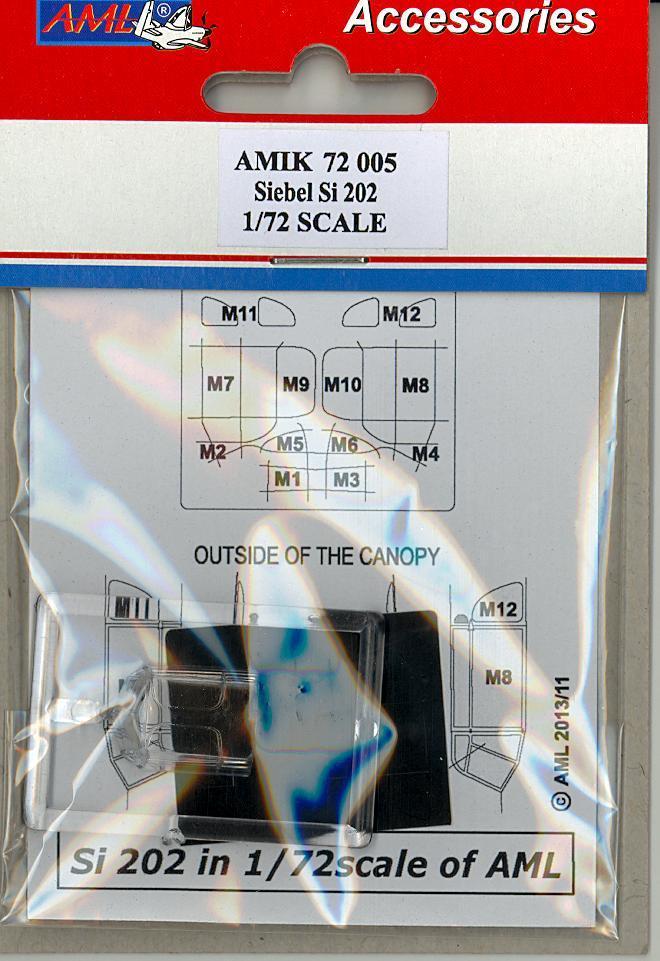 AML®
Accessories
AMIK 72 005
Siebel Si 202
1/72 SCALE
M11 M12
M7 M9 M10 M8
M2 M5 M6 M4
M1 M3
OUTSIDE OF THE CANOPY
M11 M12
M8
© AML 2013/11
Si 202 in 1/72scale of AML